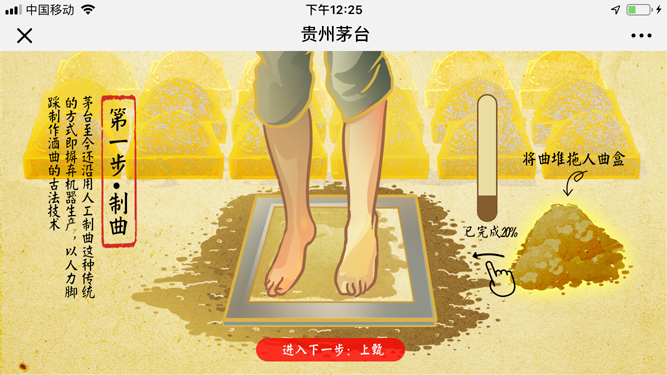 中国移动
下午12:25
贵州茅台
第一步·制曲
茅台至今还沿用人工制曲这种传统
的方式即摒弃机器生产，以人力脚
踩制作酒曲的古法技术
将曲堆拖入曲盒
已完成20%
进入下一步：上甑